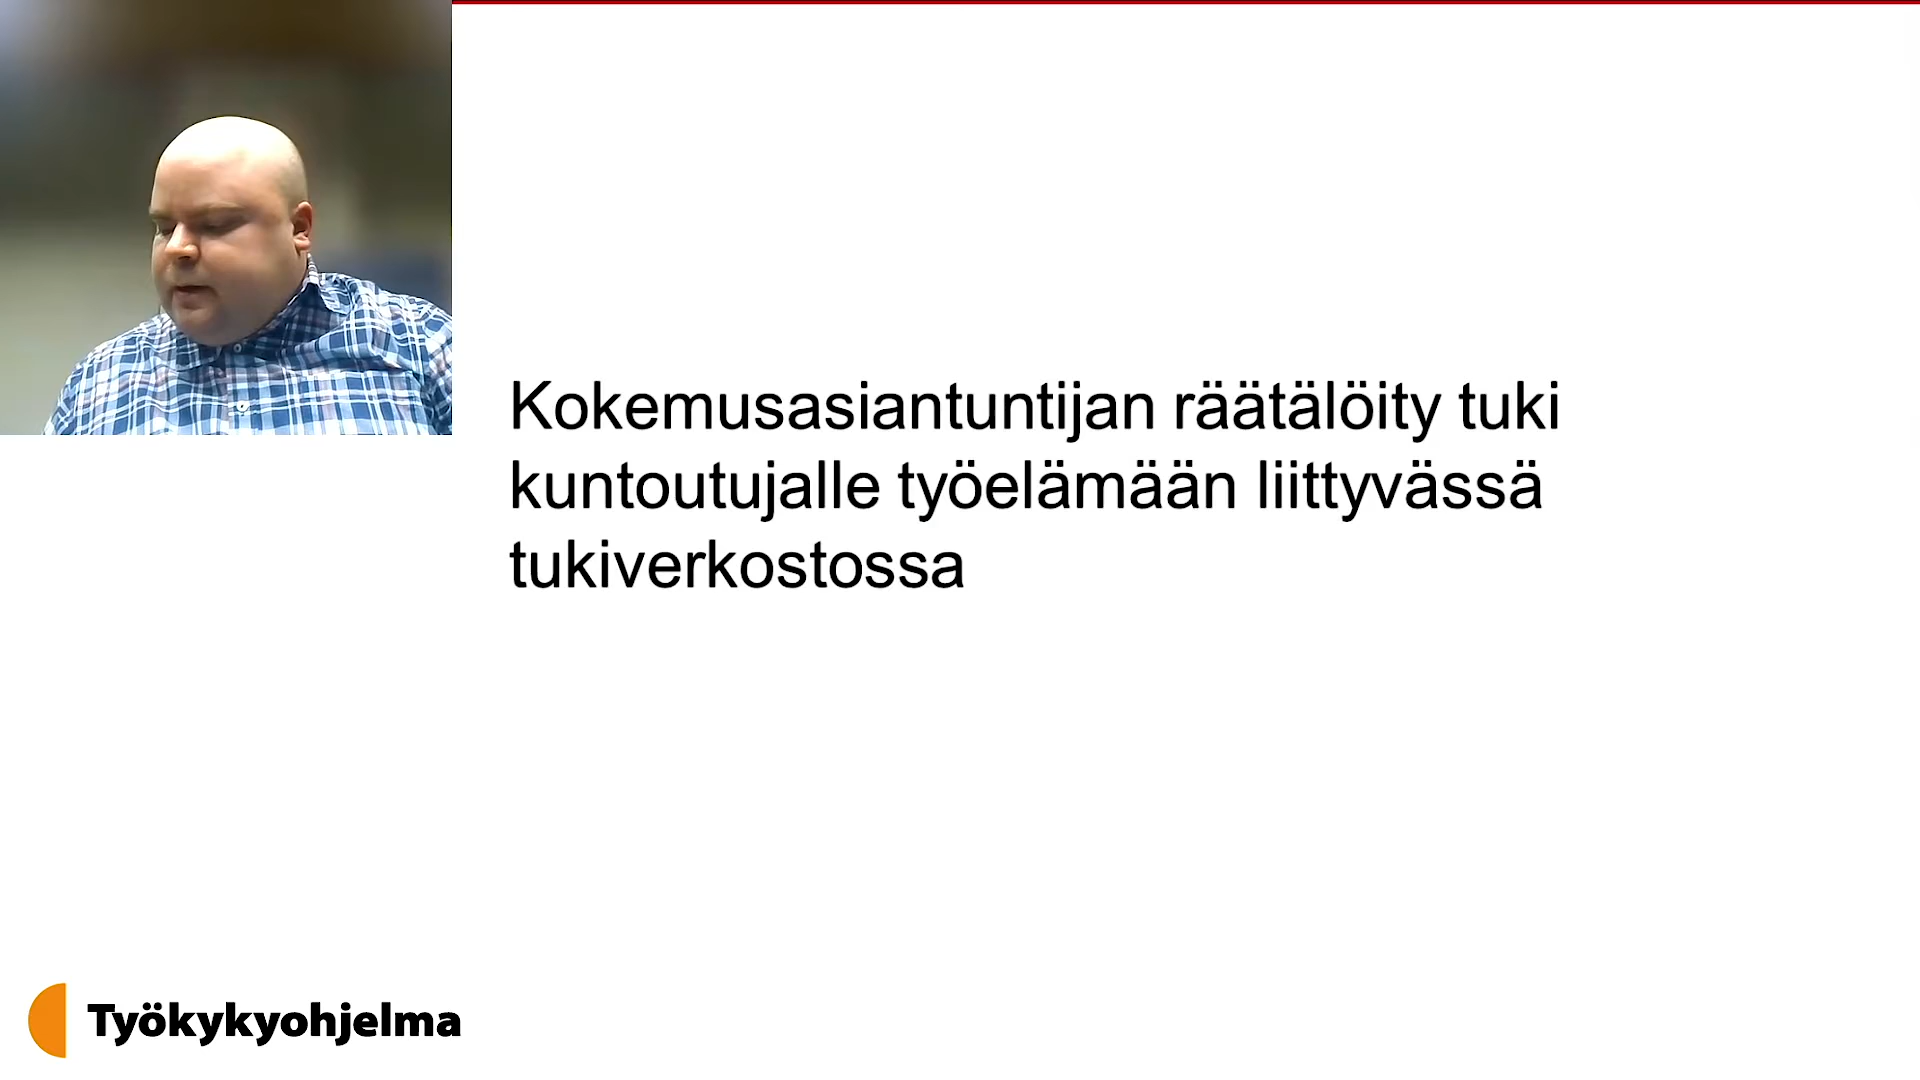 Kokemusasiantuntijan räätälöity tuki
kuntoutujalle työelämään liittyvässä
tukiverkostossa
Työkykyohjelma